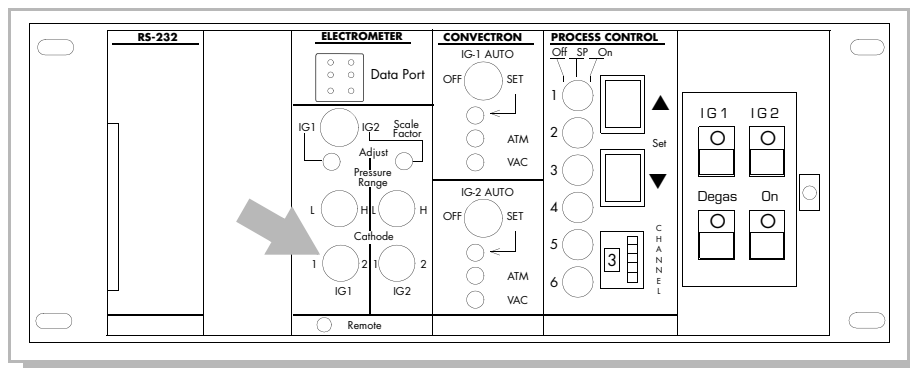 RS-232
ELECTROMETER
Data Port
IG1
IG2
Scale
Factor
Adjust
Pressure
Range
L
H
L
H
Cathode
1
2
1
2
IG1
IG2
Remote
CONVECTRON
IG-1 AUTO
OFF
SET
ATM
VAC
IG-2 AUTO
OFF
SET
ATM
VAC
PROCESS CONTROL
Off SP On
1
2
3
4
5
6
Set
3
CHANNEL
IG1
IG2
Degas
On